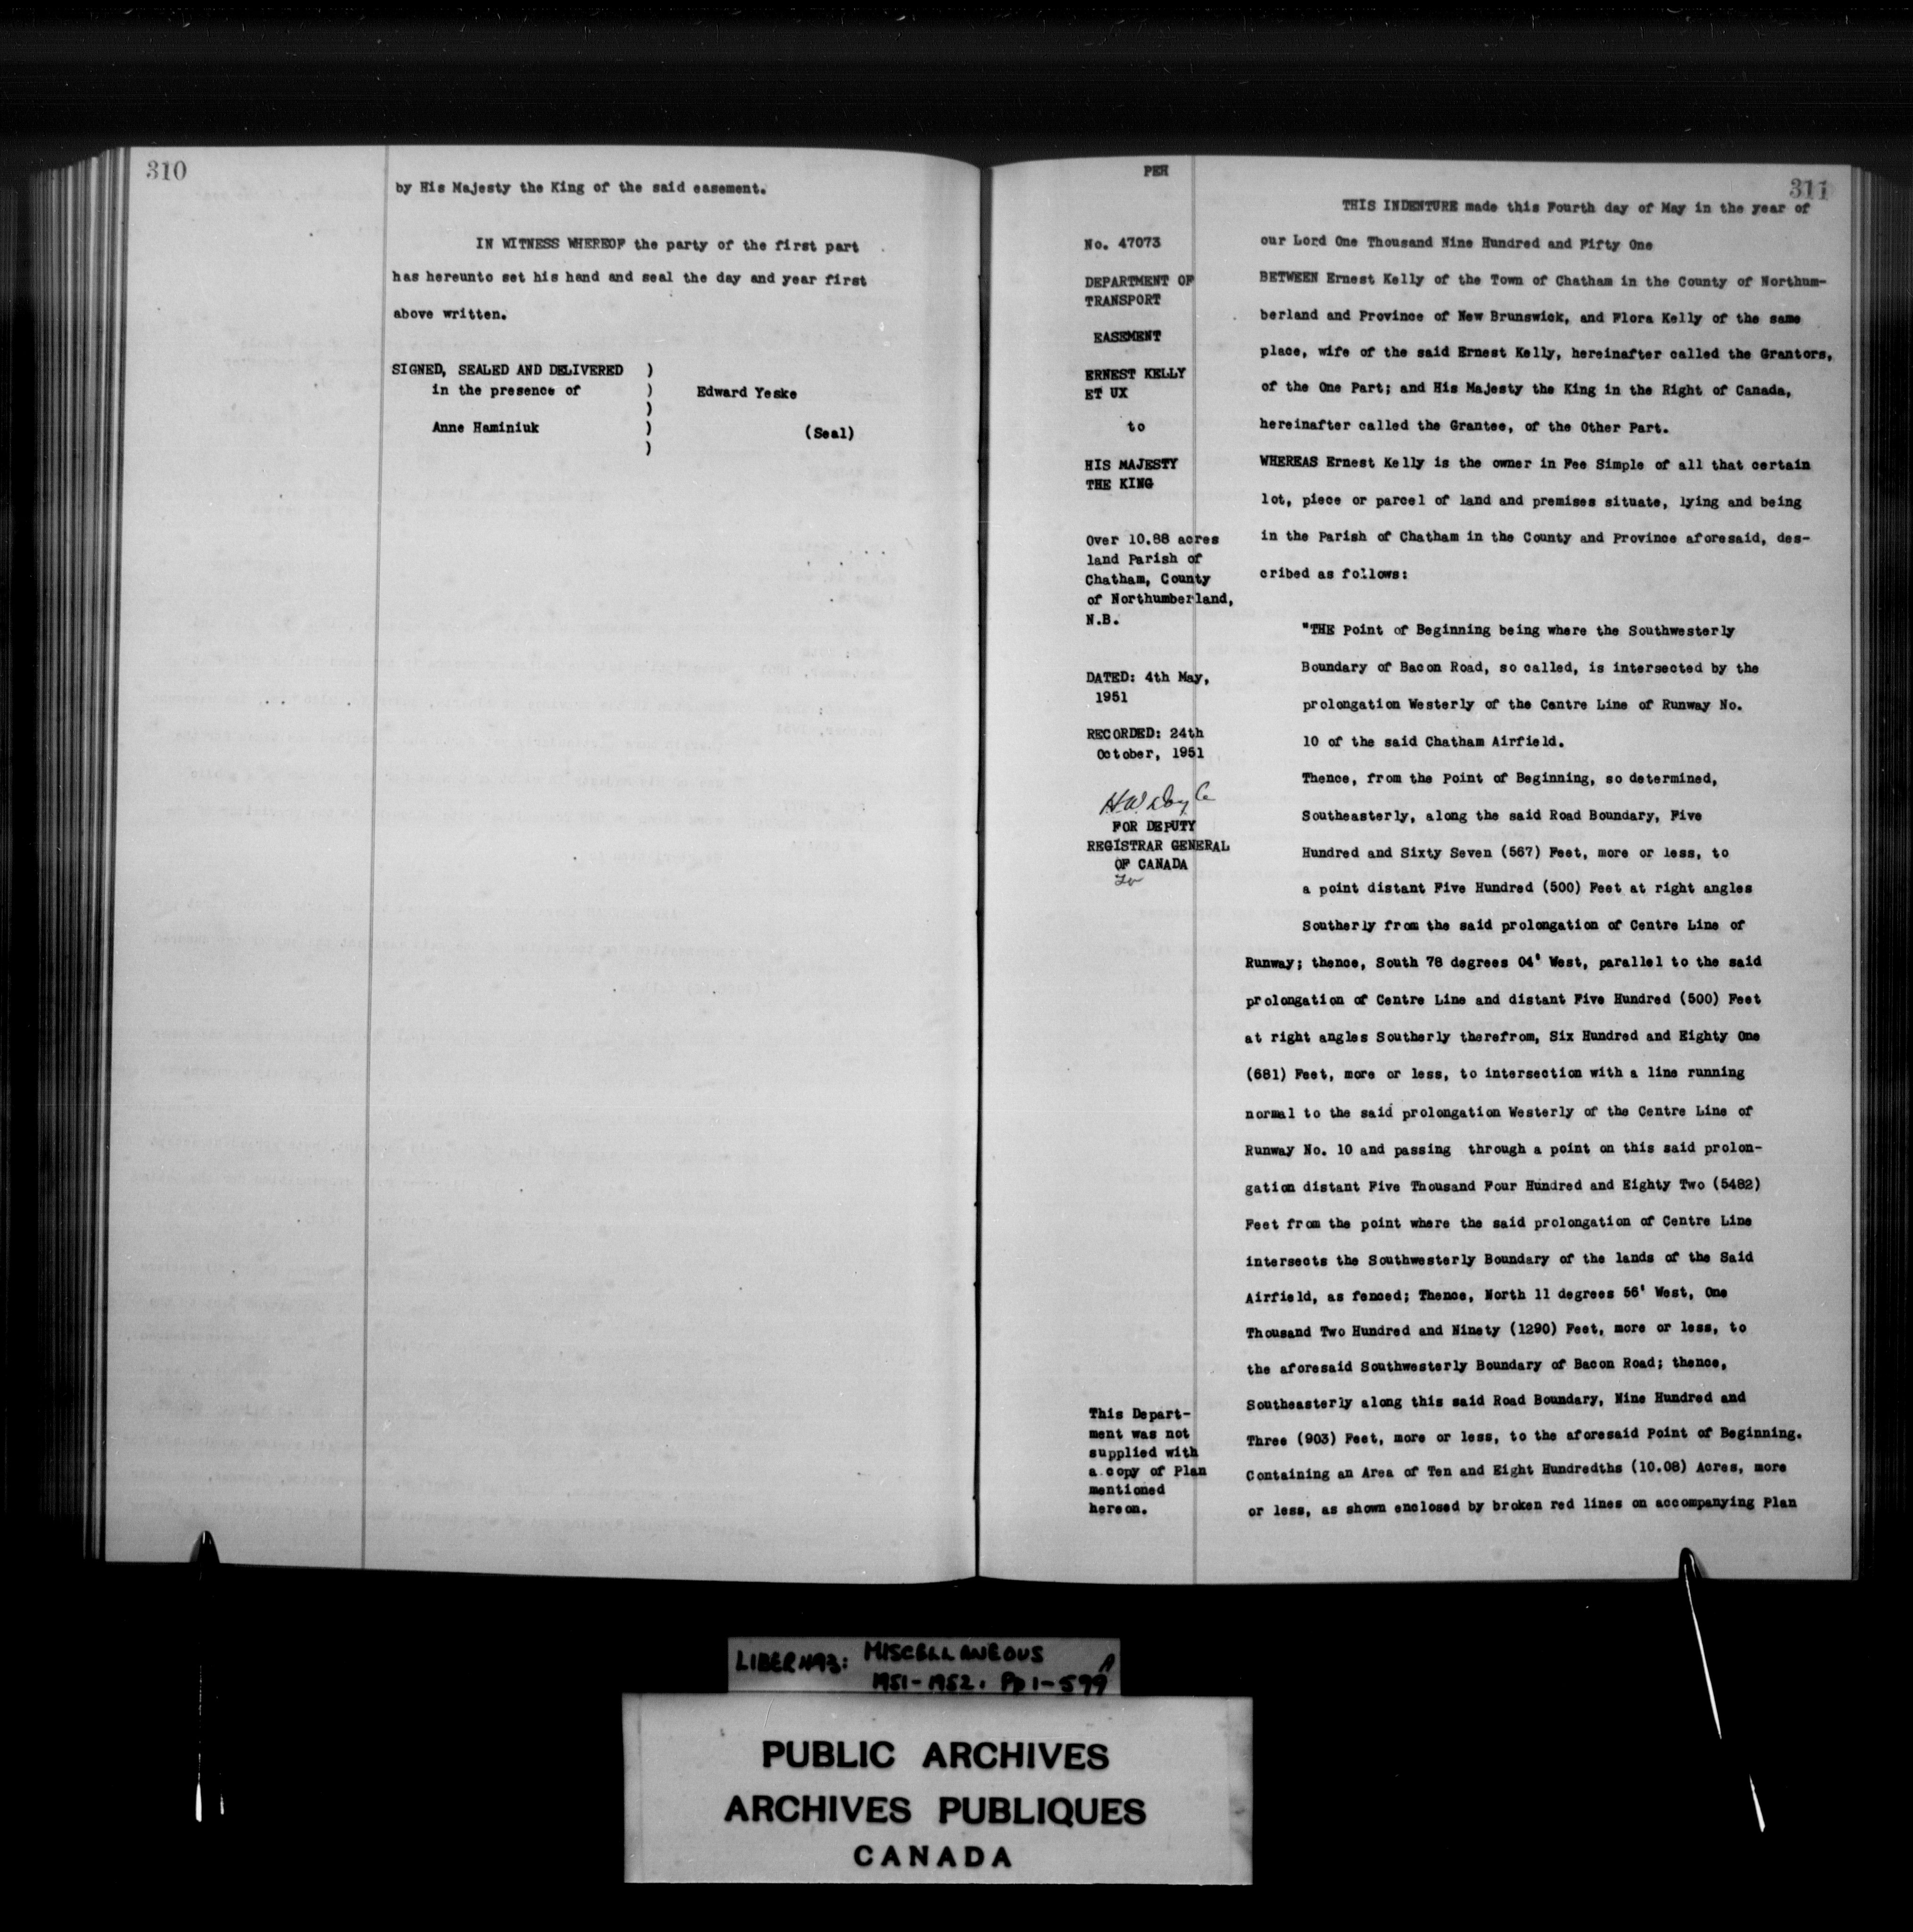 310
by His Majesty the King of the said easement.
IN WITNESS WHEREOF the party of the first part
has hereunto set his hand and seal the day and year first
above written.
SIGNED, SEALED AND DELIVERED )
in the presence of ) Edward Yeske
)
Anne Haminiuk ) (Seal)
)
PEH
311
No. 47073
DEPARTMENT OF
TRANSPORT
EASEMENT
ERNEST KELLY
ET UX
to
HIS MAJESTY
THE KING
Over 10.88 acres
land Parish of
Chatham, County
of Northumberland,
N.B.
DATED: 4th May,
1951
RECORDED: 24th
October, 1951
H.W. Doyle
FOR DEPUTY
REGISTRAR GENERAL
OF CANADA
This Depart-
ment was not
supplied with
a copy of Plan
mentioned
hereon.
THIS INDENTURE made this Fourth day of May in the year of
our Lord One Thousand Nine Hundred and Fifty One
BETWEEN Ernest Kelly of the Town of Chatham in the County of Northum-
berland and Province of New Brunswick, and Flora Kelly of the same
place, wife of the said Ernest Kelly, hereinafter called the Grantors,
of the One Part; and His Majesty the King in the Right of Canada,
hereinafter called the Grantee, of the Other Part.
WHEREAS Ernest Kelly is the owner in Fee Simple of all that certain
lot, piece or parcel of land and premises situate, lying and being
in the Parish of Chatham in the County and Province aforesaid, des-
cribed as follows:
"THE Point of Beginning being where the Southwesterly
Boundary of Bacon Road, so called, is intersected by the
prolongation Westerly of the Centre Line of Runway No.
10 of the said Chatham Airfield.
Thence, from the Point of Beginning, so determined,
Southeasterly, along the said Road Boundary, Five
Hundred and Sixty Seven (567) Feet, more or less, to
a point distant Five Hundred (500) Feet at right angles
Southerly from the said prolongation of Centre Line of
Runway; thence, South 78 degrees 04' West, parallel to the said
prolongation of Centre Line and distant Five Hundred (500) Feet
at right angles Southerly therefrom, Six Hundred and Eighty One
(681) Feet, more or less, to intersection with a line running
normal to the said prolongation Westerly of the Centre Line of
Runway No. 10 and passing through a point on this said prolon-
gation distant Five Thousand Four Hundred and Eighty Two (5482)
Feet from the point where the said prolongation of Centre Line
intersects the Southwesterly Boundary of the lands of the Said
Airfield, as fenced; Thence, North 11 degrees 56' West, One
Thousand Two Hundred and Ninety (1290) Feet, more or less, to
the aforesaid Southwesterly Boundary of Bacon Road; thence,
Southeasterly along this said Road Boundary, Nine Hundred and
Three (903) Feet, more or less, to the aforesaid Point of Beginning.
Containing an Area of Ten and Eight Hundredths (10.08) Acres, more
or less, as shown enclosed by broken red lines on accompanying Plan
LIBER 493: MISCELLANEOUS
1951-1952. Pp 1-599
PUBLIC ARCHIVES
ARCHIVES PUBLIQUES
CANADA